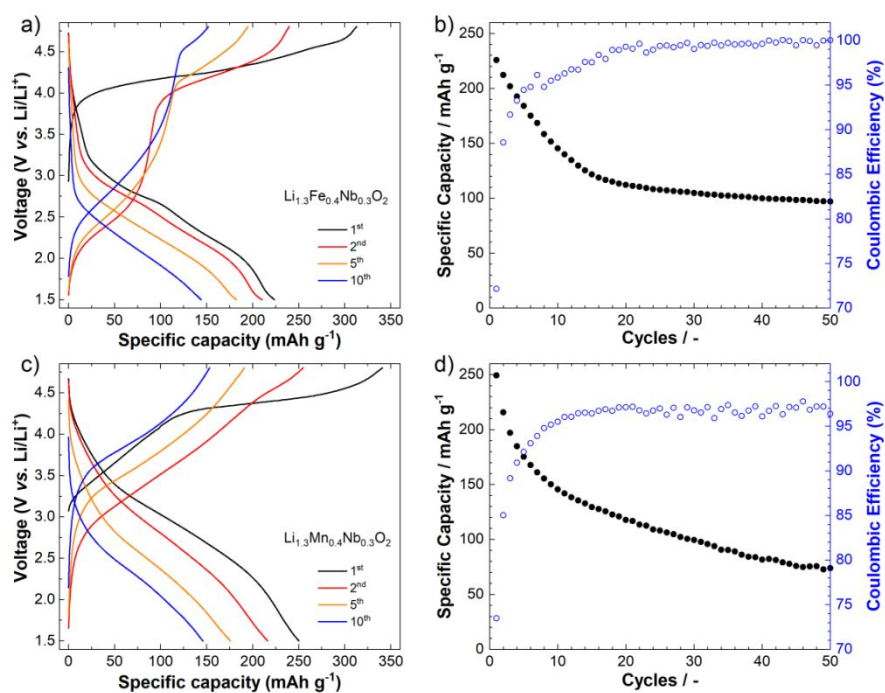 a)
4.5
4.0
3.5
3.0
2.5
2.0
1.5
Voltage (V vs. Li/Li⁺)
Li₁.₃Fe₀.₄Nb₀.₃O₂
1ˢᵗ
2ⁿᵈ
5ᵗʰ
10ᵗʰ
0 50 100 150 200 250 300 350
Specific capacity (mAh g⁻¹)
b)
250
200
150
100
50
0
Specific Capacity / mAh g⁻¹
100
95
90
85
80
75
70
Coulombic Efficiency (%)
0 10 20 30 40 50
Cycles / -
c)
4.5
4.0
3.5
3.0
2.5
2.0
1.5
Voltage (V vs. Li/Li⁺)
Li₁.₃Mn₀.₄Nb₀.₃O₂
1ˢᵗ
2ⁿᵈ
5ᵗʰ
10ᵗʰ
0 50 100 150 200 250 300 350
Specific capacity (mAh g⁻¹)
d)
250
200
150
100
50
0
Specific Capacity / mAh g⁻¹
100
95
90
85
80
75
70
Coulombic Efficiency (%)
0 10 20 30 40 50
Cycles / -